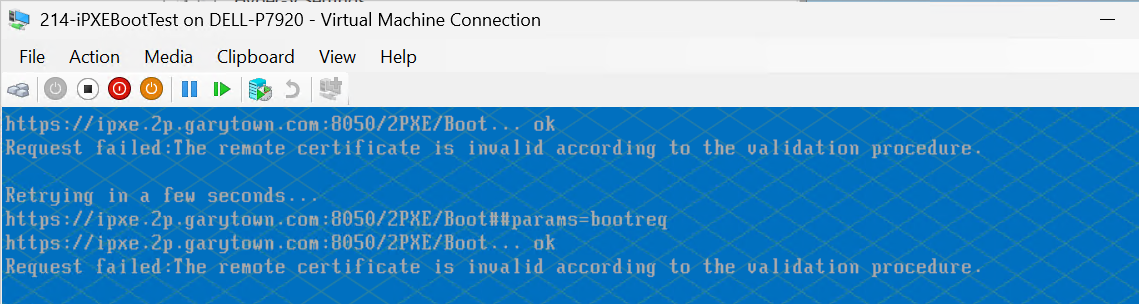 214-iPXEBootTest on DELL-P7920 - Virtual Machine Connection
File Action Media Clipboard View Help
https://ipxe.2p.garytown.com:8050/2PXE/Boot... ok
Request failed:The remote certificate is invalid according to the validation procedure.
Retrying in a few seconds...
https://ipxe.2p.garytown.com:8050/2PXE/Boot##params=bootreq
https://ipxe.2p.garytown.com:8050/2PXE/Boot... ok
Request failed:The remote certificate is invalid according to the validation procedure.